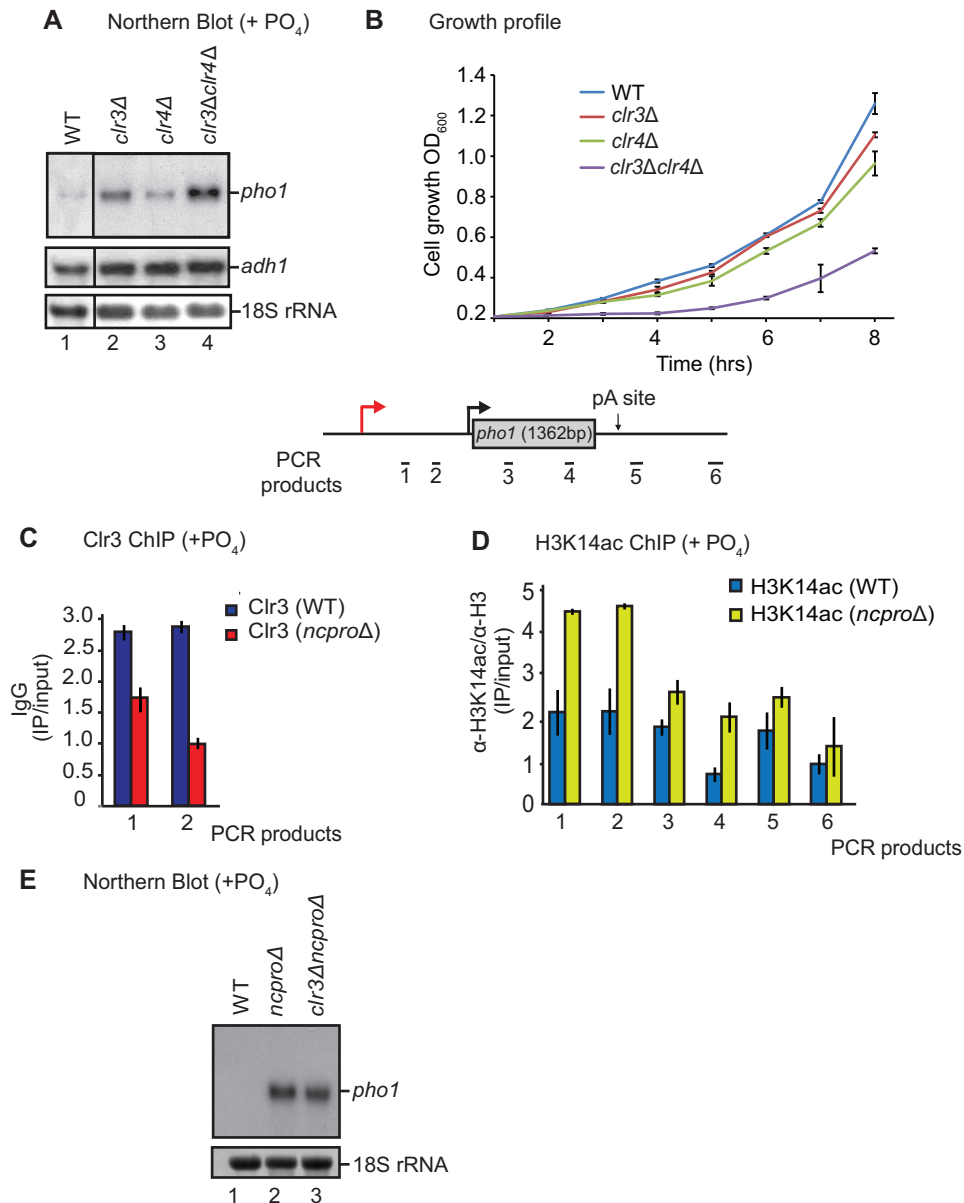 A Northern Blot (+ PO4)
WT
clr3Δ
clr4Δ
clr3Δclr4Δ
pho1
adh1
18S rRNA
1 2 3 4
B Growth profile
Cell growth OD600
1.4
1.2
1.0
0.8
0.6
0.4
0.2
WT
clr3Δ
clr4Δ
clr3Δclr4Δ
2 4 6 8
Time (hrs)
pA site
pho1 (1362bp)
PCR products
1 2 3 4 5 6
C Clr3 ChIP (+PO4)
Clr3 (WT)
Clr3 (ncproΔ)
IgG (IP/input)
3.0
2.5
2.0
1.5
1.0
0.5
0
1 2
PCR products
D H3K14ac ChIP (+ PO4)
H3K14ac (WT)
H3K14ac (ncproΔ)
α-H3K14ac/α-H3 (IP/input)
5
4
3
2
1
0
1 2 3 4 5 6
PCR products
E Northern Blot (+PO4)
WT
ncproΔ
clr3ΔncproΔ
pho1
18S rRNA
1 2 3